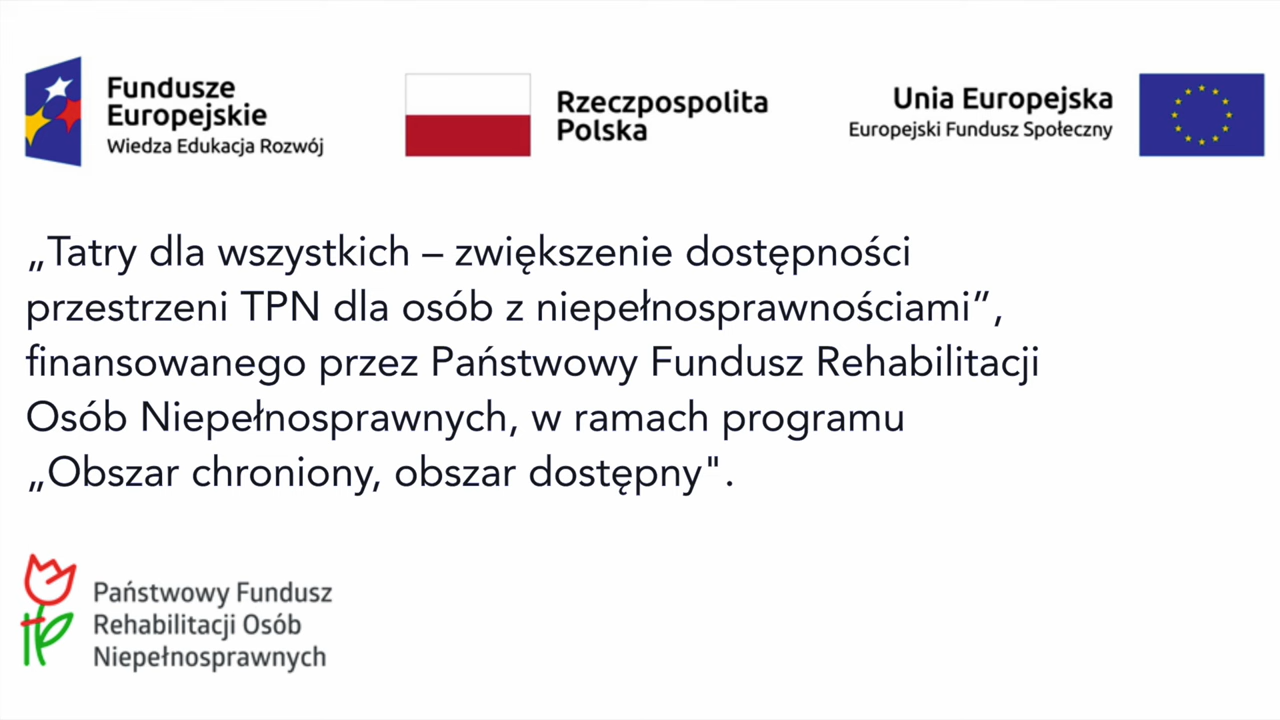 Fundusze
Europejskie
Wiedza Edukacja Rozwój
Rzeczpospolita
Polska
Unia Europejska
Europejski Fundusz Społeczny
„Tatry dla wszystkich – zwiększenie dostępności
przestrzeni TPN dla osób z niepełnosprawnościami”,
finansowanego przez Państwowy Fundusz Rehabilitacji
Osób Niepełnosprawnych, w ramach programu
„Obszar chroniony, obszar dostępny".
Państwowy Fundusz
Rehabilitacji Osób
Niepełnosprawnych